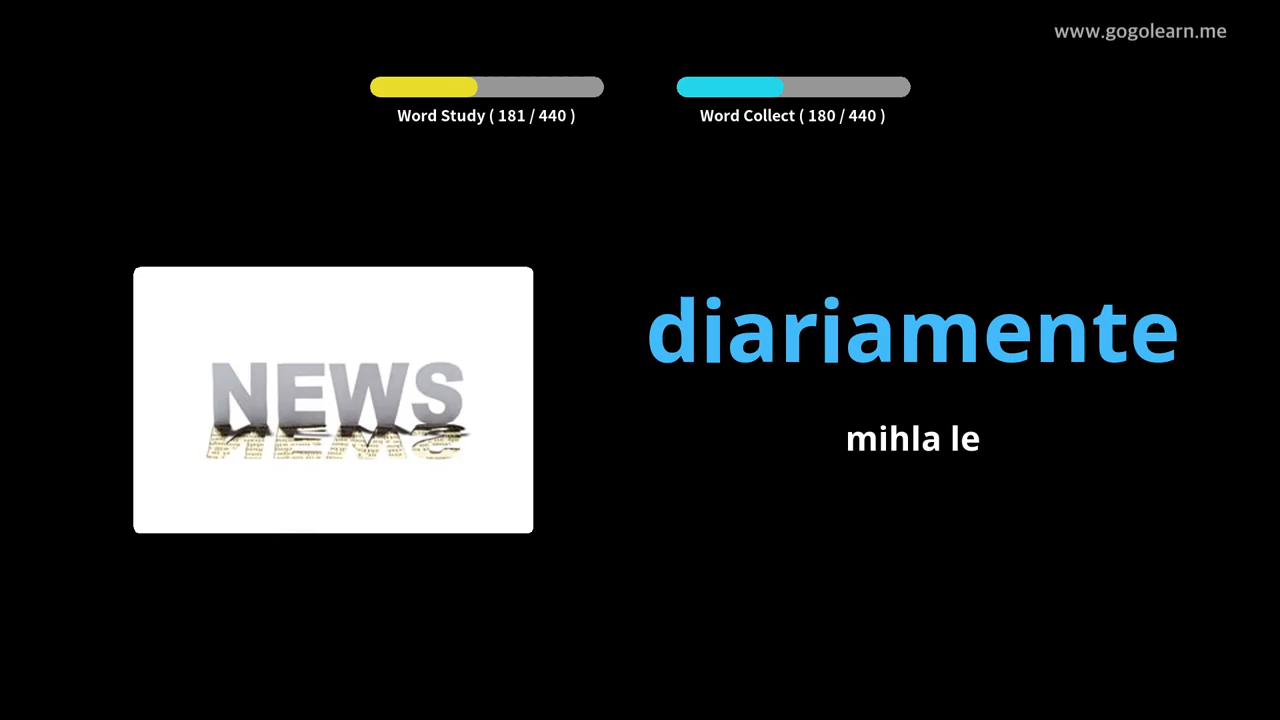 www.gogolearn.me
Word Study ( 181 / 440 )
Word Collect ( 180 / 440 )
NEWS
diariamente
mihla le